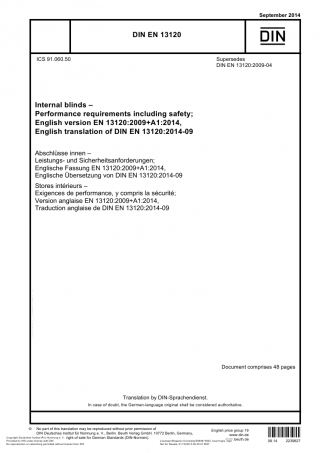 September 2014
DIN EN 13120
DIN
ICS 91.060.50
Supersedes
DIN EN 13120:2009-04
Internal blinds –
Performance requirements including safety;
English version EN 13120:2009+A1:2014,
English translation of DIN EN 13120:2014-09
Abschlüsse innen –
Leistungs- und Sicherheitsanforderungen;
Englische Fassung EN 13120:2009+A1:2014,
Englische Übersetzung von DIN EN 13120:2014-09
Stores intérieurs –
Exigences de performance, y compris la sécurité;
Version anglaise EN 13120:2009+A1:2014,
Traduction anglaise de DIN EN 13120:2014-09
Document comprises 48 pages
Translation by DIN-Sprachendienst.
In case of doubt, the German-language original shall be considered authoritative.
No part of this translation may be reproduced without prior permission of
DIN Deutsches Institut für Normung e. V., Berlin. Beuth Verlag GmbH, 10772 Berlin, Germany,
right of sale for German Standards (DIN-Normen).
English price group 19
www.din.de
www.beuth.de
09.14